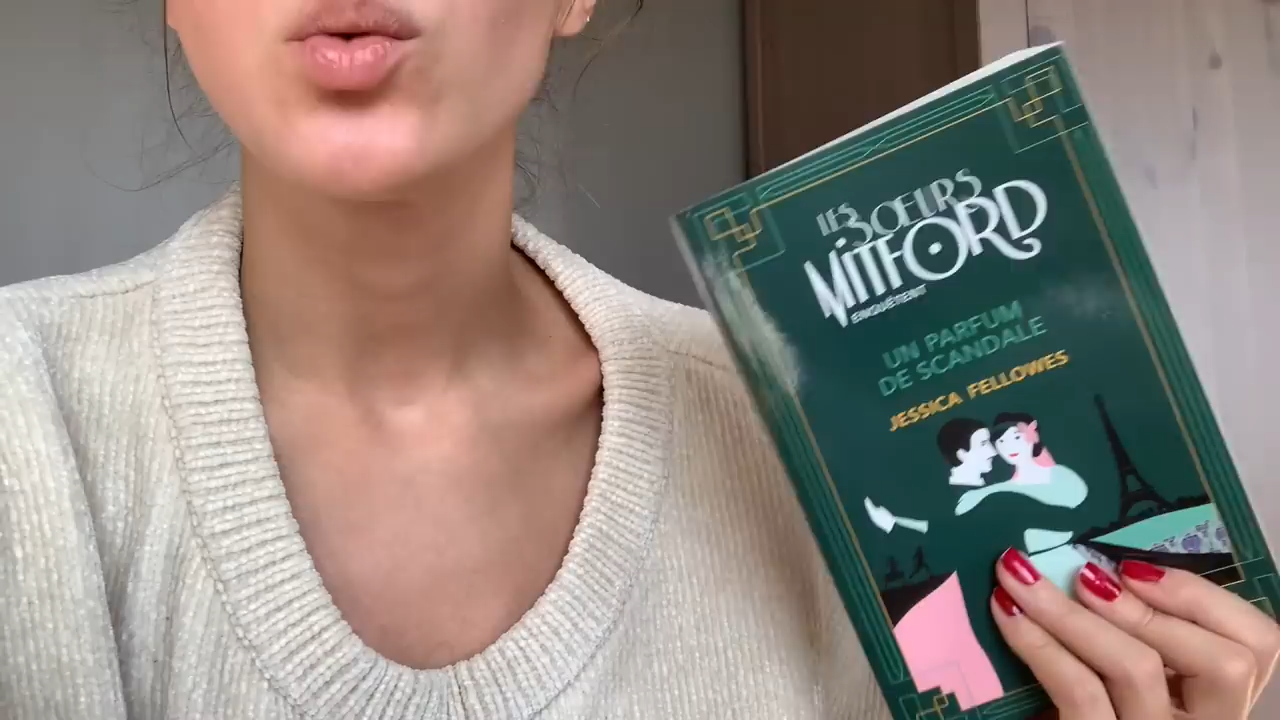 LES
SOEURS
MITFORD
ENQUÊTENT
UN PARFUM
DE SCANDALE
JESSICA FELLOWES